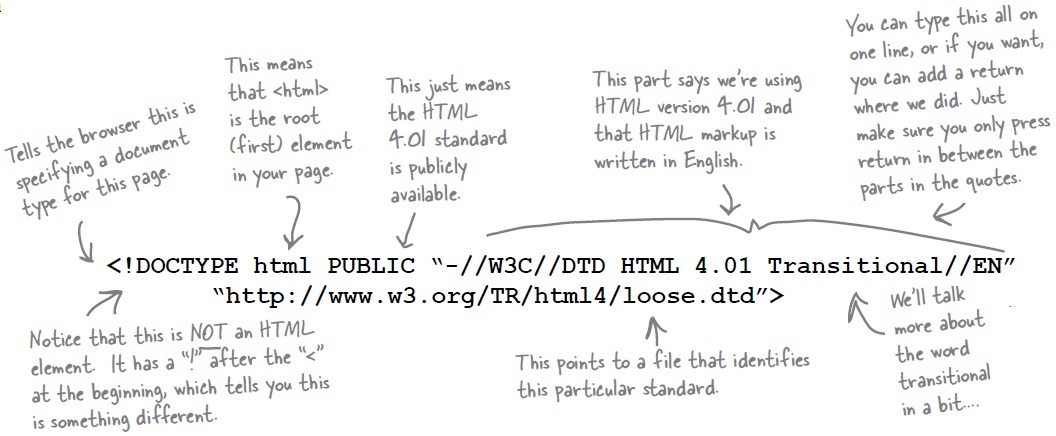 Tells the browser this is
specifying a document
type for this page.
This means
that <html>
is the root
(first) element
in your page.
This just means
the HTML
4.01 standard
is publicly
available.
This part says we're using
HTML version 4.01 and
that HTML markup is
written in English.
You can type this all on
one line, or if you want,
you can add a return
where we did. Just
make sure you only press
return in between the
parts in the quotes.
<!DOCTYPE html PUBLIC “-//W3C//DTD HTML 4.01 Transitional//EN”
“http://www.w3.org/TR/html4/loose.dtd”>
Notice that this is NOT an HTML
element. It has a “!” after the “<”
at the beginning, which tells you this
is something different.
This points to a file that identifies
this particular standard.
We'll talk
more about
the word
transitional
in a bit....